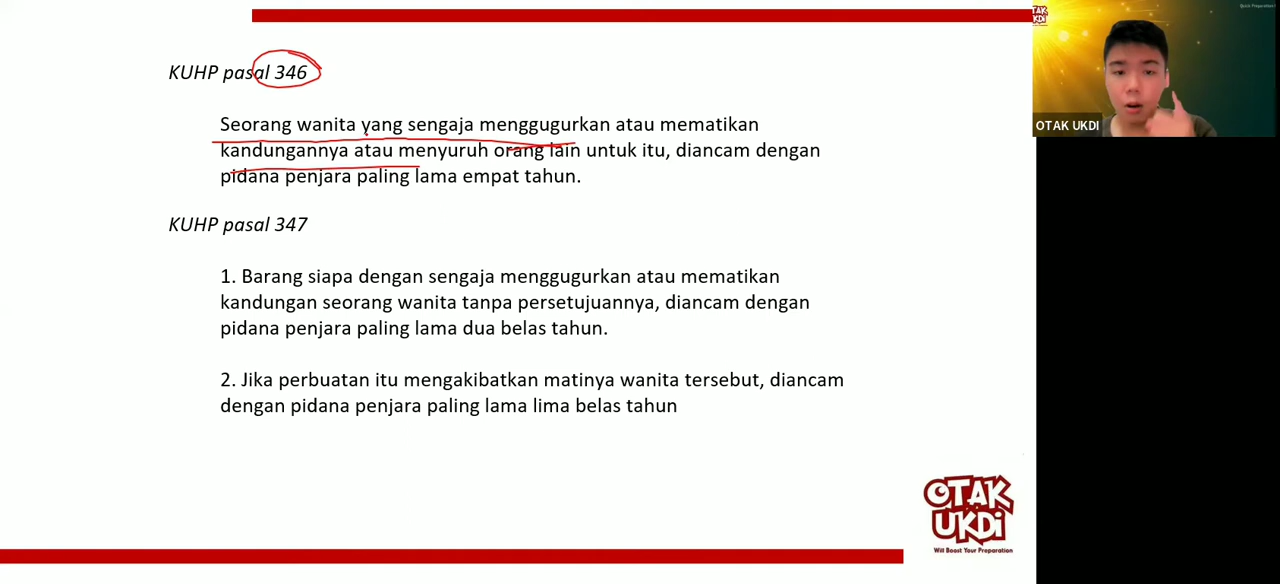 KUHP pasal 346
Seorang wanita yang sengaja menggugurkan atau mematikan
kandungannya atau menyuruh orang lain untuk itu, diancam dengan
pidana penjara paling lama empat tahun.
KUHP pasal 347
1. Barang siapa dengan sengaja menggugurkan atau mematikan
kandungan seorang wanita tanpa persetujuannya, diancam dengan
pidana penjara paling lama dua belas tahun.
2. Jika perbuatan itu mengakibatkan matinya wanita tersebut, diancam
dengan pidana penjara paling lama lima belas tahun
OTAK
UKDI
Will Boost Your Preparation
OTAK UKDI